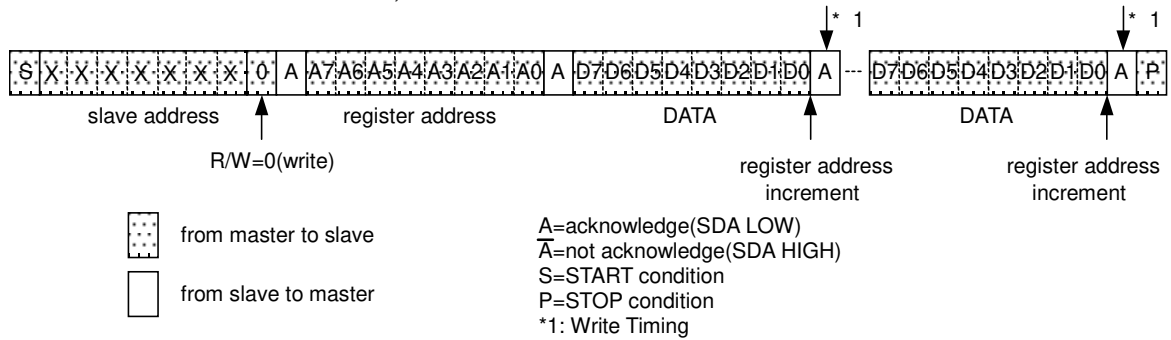 * 1 * 1
S X X X X X X X 0 A A7 A6 A5 A4 A3 A2 A1 A0 A D7 D6 D5 D4 D3 D2 D1 D0 A --- D7 D6 D5 D4 D3 D2 D1 D0 A P
slave address register address DATA DATA
R/W=0(write)
register address
increment
register address
increment
from master to slave
from slave to master
A=acknowledge(SDA LOW)
A̅=not acknowledge(SDA HIGH)
S=START condition
P=STOP condition
*1: Write Timing